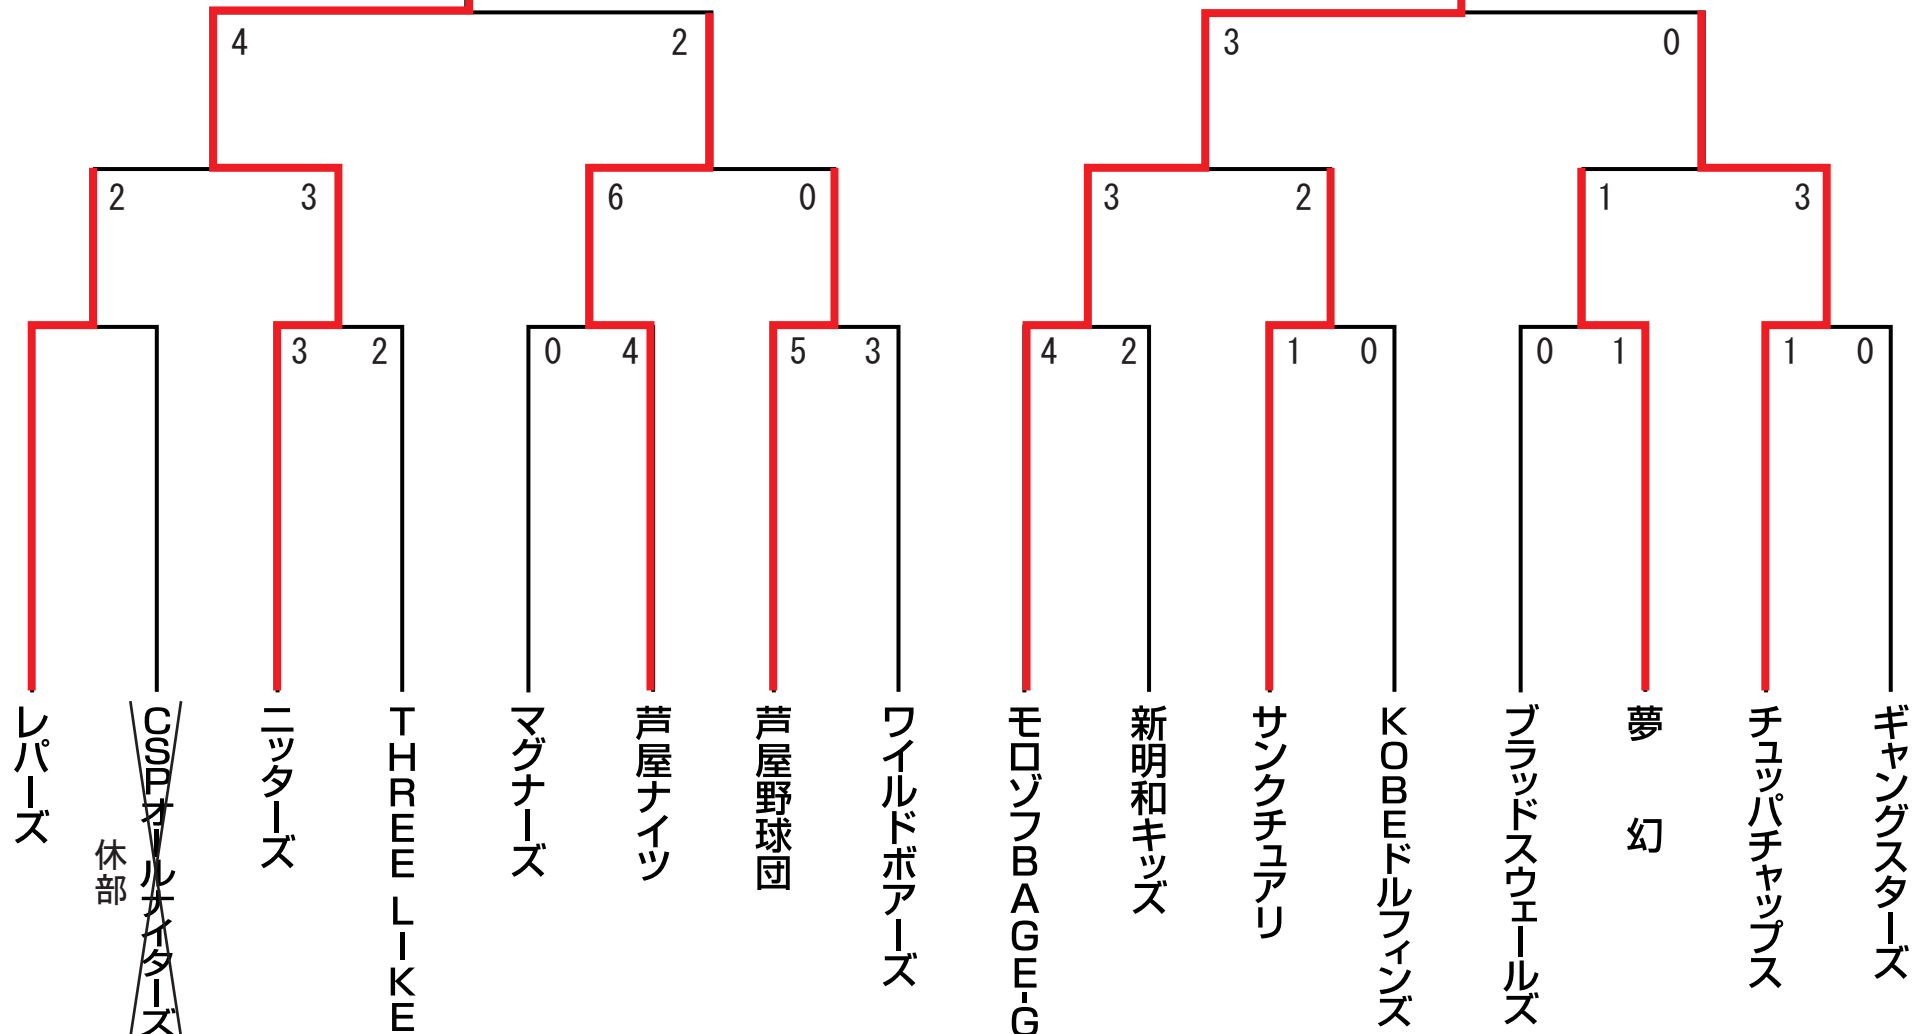 4 2 3 0
2 3 6 0 3 2 1 3
3 2 0 4 5 3 4 2 1 0 0 1 1 0
レパーズ
CSPオールナイターズ
休部
ニッターズ
THREE LIKE
マグナーズ
芦屋ナイツ
芦屋野球団
ワイルドボアーズ
モロゾフBAGE-G
新明和キッズ
サンクチュアリ
KOBEドルフィンズ
ブラッドスウェールズ
夢 幻
チュッパチャップス
ギャングスターズ